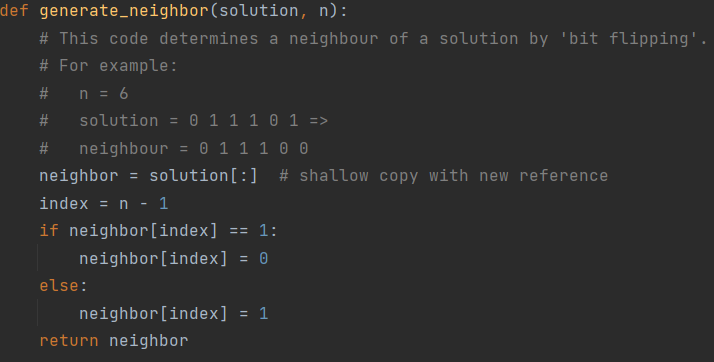 def generate_neighbor(solution, n):
    # This code determines a neighbour of a solution by 'bit flipping'.
    # For example:
    #   n = 6
    #   solution = 0 1 1 1 0 1 =>
    #   neighbour = 0 1 1 1 0 0
    neighbor = solution[:]  # shallow copy with new reference
    index = n - 1
    if neighbor[index] == 1:
        neighbor[index] = 0
    else:
        neighbor[index] = 1
    return neighbor